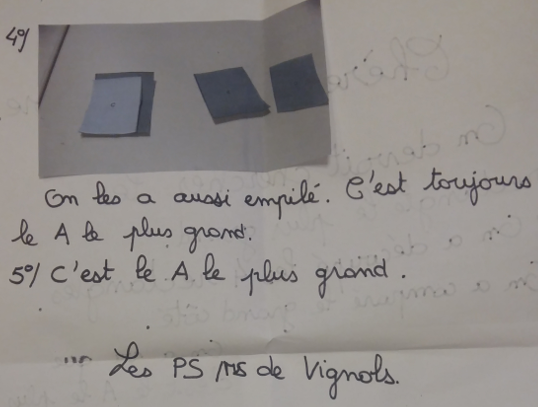 4°/
On les a aussi empilé. C'est toujours
le A le plus grand.
5°/ C'est le A le plus grand.
Les PS MS de Vignols.